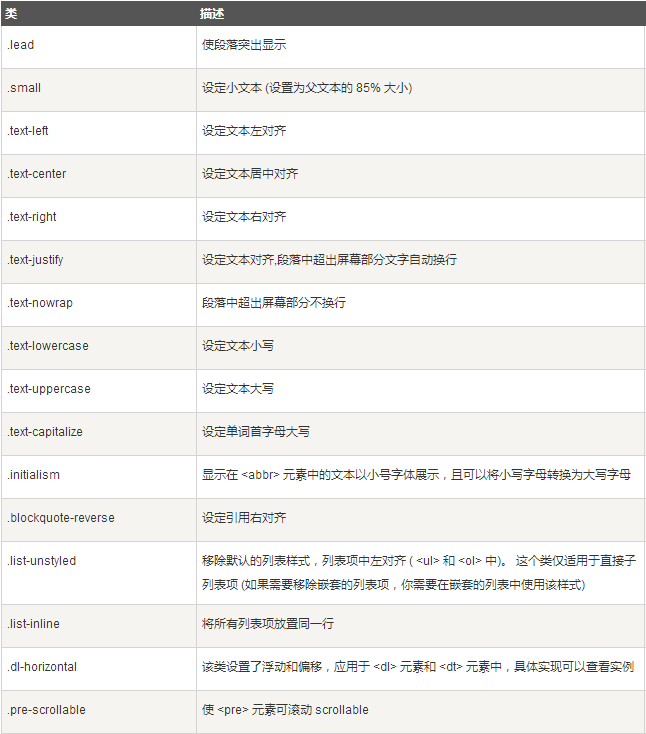 类 描述
.lead 使段落突出显示
.small 设定小文本 (设置为父文本的 85% 大小)
.text-left 设定文本左对齐
.text-center 设定文本居中对齐
.text-right 设定文本右对齐
.text-justify 设定文本对齐,段落中超出屏幕部分文字自动换行
.text-nowrap 段落中超出屏幕部分不换行
.text-lowercase 设定文本小写
.text-uppercase 设定文本大写
.text-capitalize 设定单词首字母大写
.initialism 显示在 <abbr> 元素中的文本以小号字体展示，且可以将小写字母转换为大写字母
.blockquote-reverse 设定引用右对齐
.list-unstyled 移除默认的列表样式，列表项中左对齐 ( <ul> 和 <ol> 中)。 这个类仅适用于直接子
列表项 (如果需要移除嵌套的列表项，你需要在嵌套的列表中使用该样式)
.list-inline 将所有列表项放置同一行
.dl-horizontal 该类设置了浮动和偏移，应用于 <dl> 元素和 <dt> 元素中，具体实现可以查看实例
.pre-scrollable 使 <pre> 元素可滚动 scrollable